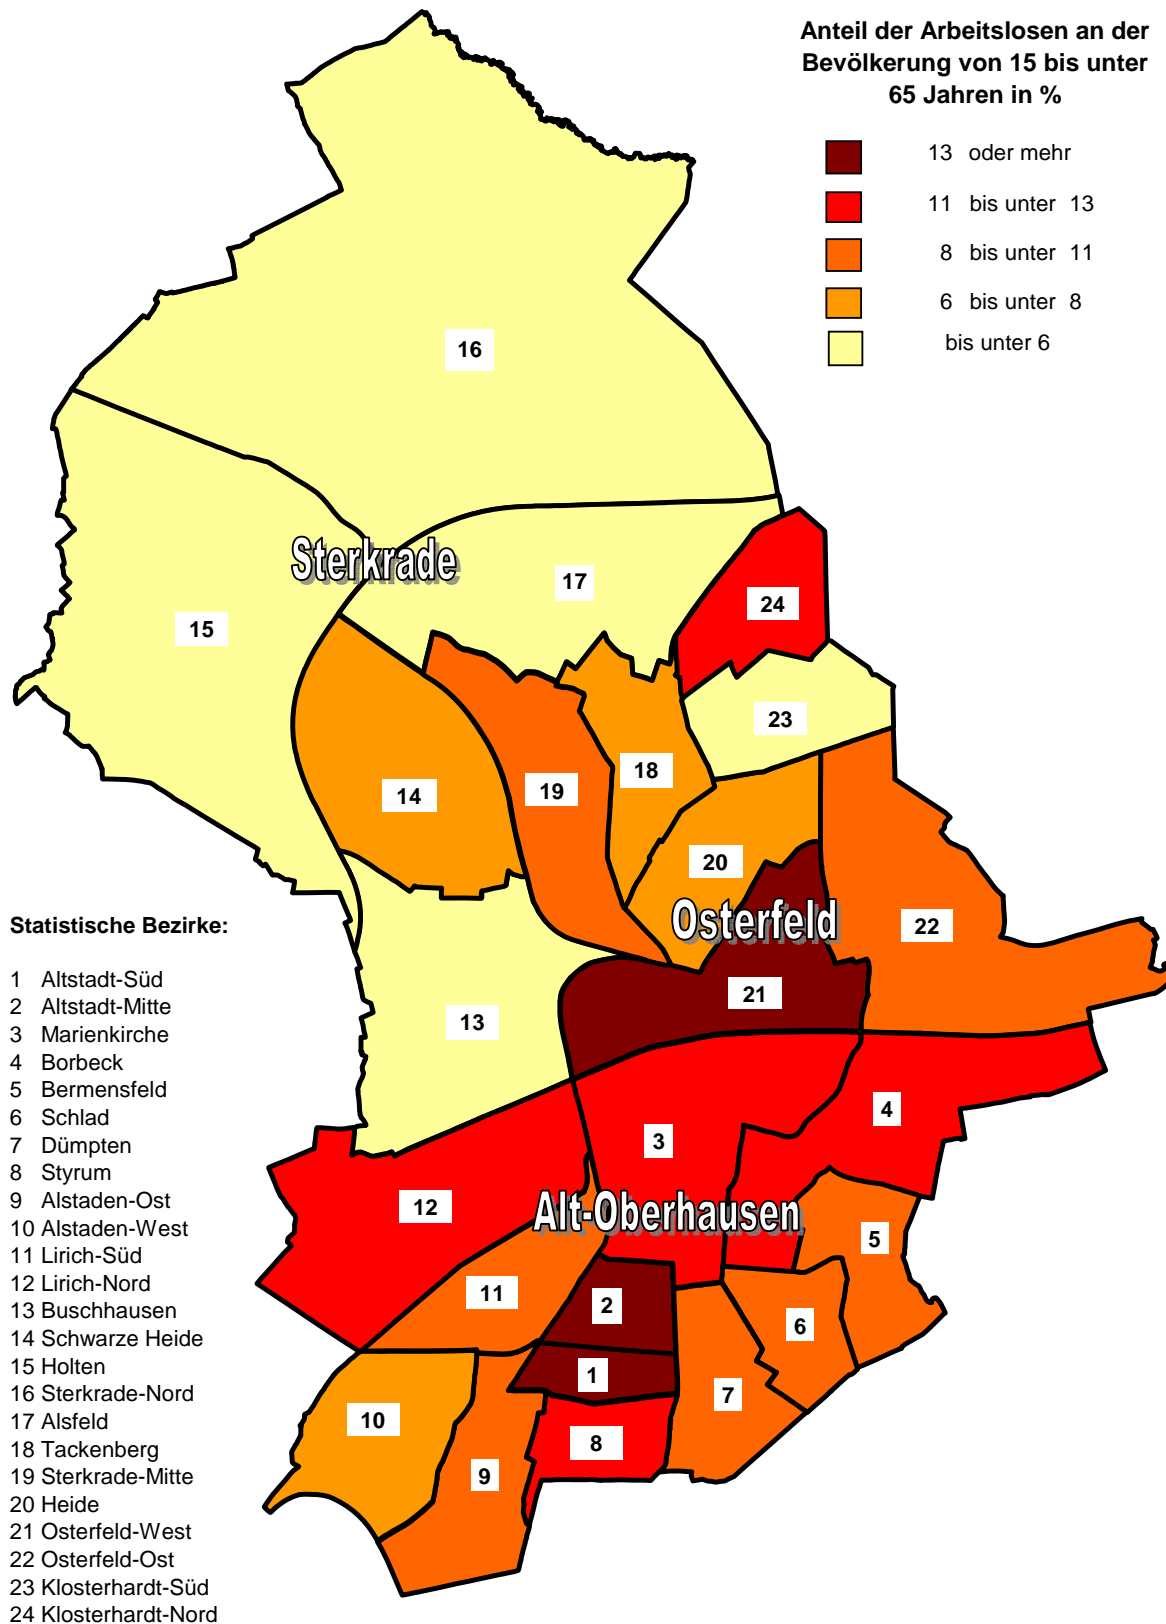 Anteil der Arbeitslosen an der
Bevölkerung von 15 bis unter
65 Jahren in %
13 oder mehr
11 bis unter 13
8 bis unter 11
6 bis unter 8
bis unter 6
16
Sterkrade
17
24
15
23
18
19
14
20
Osterfeld
22
21
13
4
3
12
Alt-Oberhausen
5
11
2
6
1
7
10
8
9
Statistische Bezirke:
1 Altstadt-Süd
2 Altstadt-Mitte
3 Marienkirche
4 Borbeck
5 Bermensfeld
6 Schlad
7 Dümpten
8 Styrum
9 Alstaden-Ost
10 Alstaden-West
11 Lirich-Süd
12 Lirich-Nord
13 Buschhausen
14 Schwarze Heide
15 Holten
16 Sterkrade-Nord
17 Alsfeld
18 Tackenberg
19 Sterkrade-Mitte
20 Heide
21 Osterfeld-West
22 Osterfeld-Ost
23 Klosterhardt-Süd
24 Klosterhardt-Nord